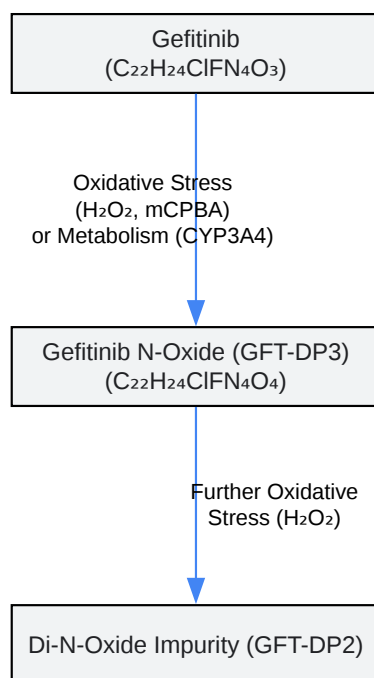 Gefitinib
(C₂₂H₂₄ClFN₄O₃)
Oxidative Stress
(H₂O₂, mCPBA)
or Metabolism (CYP3A4)
Gefitinib N-Oxide (GFT-DP3)
(C₂₂H₂₄ClFN₄O₄)
Further Oxidative
Stress (H₂O₂)
Di-N-Oxide Impurity (GFT-DP2)